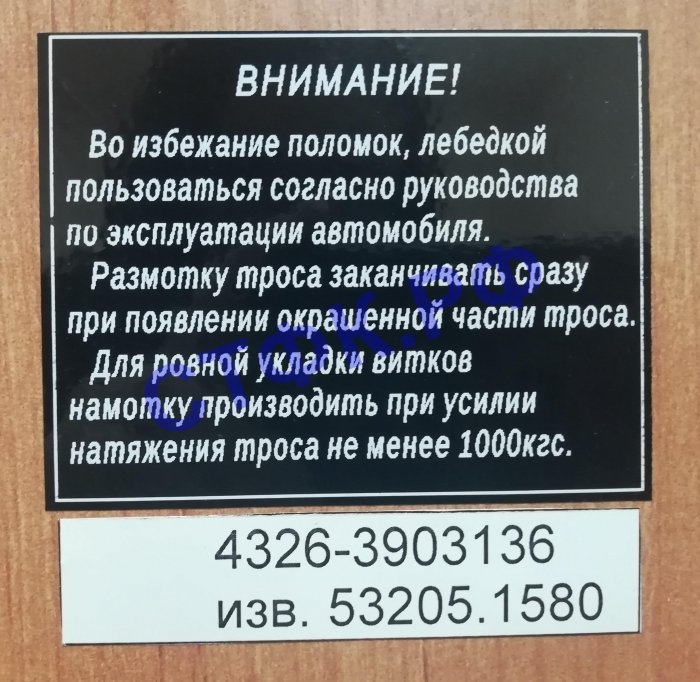 ВНИМАНИЕ!
Во избежание поломок, лебедкой
пользоваться согласно руководства
по эксплуатации автомобиля.
Размотку троса заканчивать сразу
при появлении окрашенной части троса.
Для ровной укладки витков
намотку производить при усилии
натяжения троса не менее 1000кгс.
СТФК.РФ
4326-3903136
изв. 53205.1580